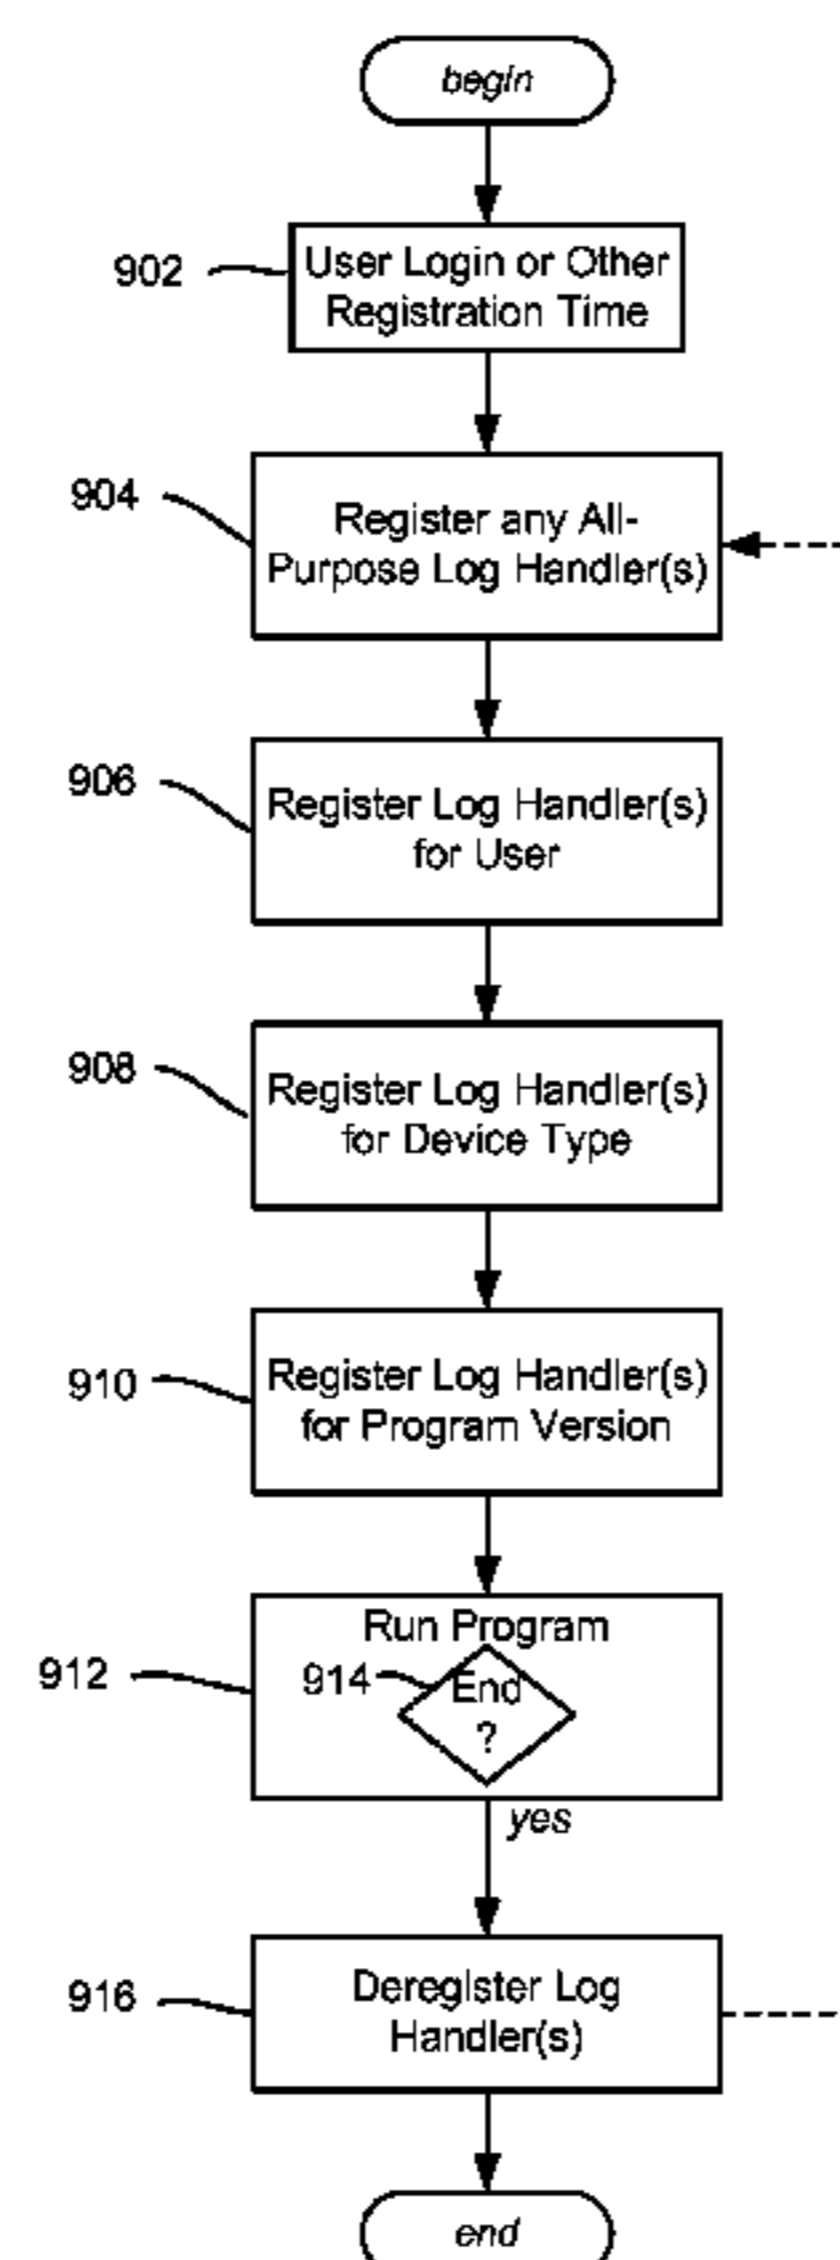 begin
902
User Login or Other
Registration Time
904
Register any All-
Purpose Log Handler(s)
906
Register Log Handler(s)
for User
908
Register Log Handler(s)
for Device Type
910
Register Log Handler(s)
for Program Version
912
Run Program
914
End
?
yes
916
Deregister Log
Handler(s)
end